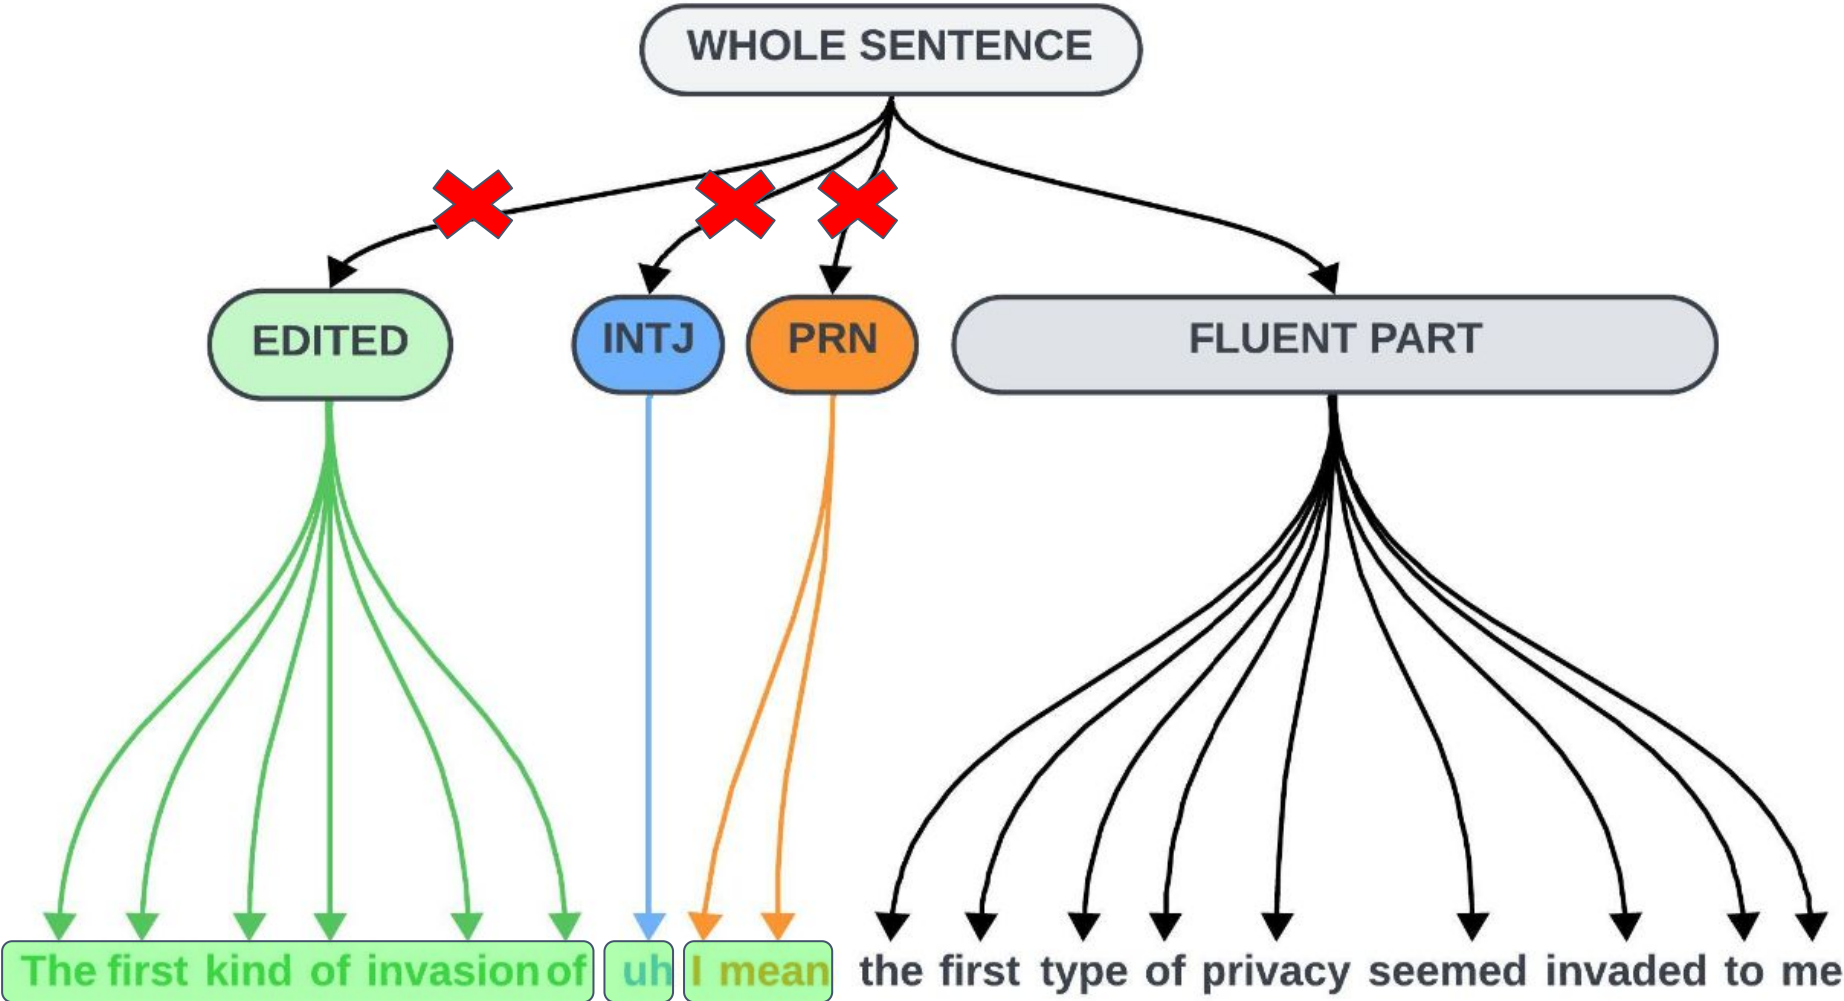 WHOLE SENTENCE
EDITED INTJ PRN FLUENT PART
The first kind of invasion of uh I mean the first type of privacy seemed invaded to me